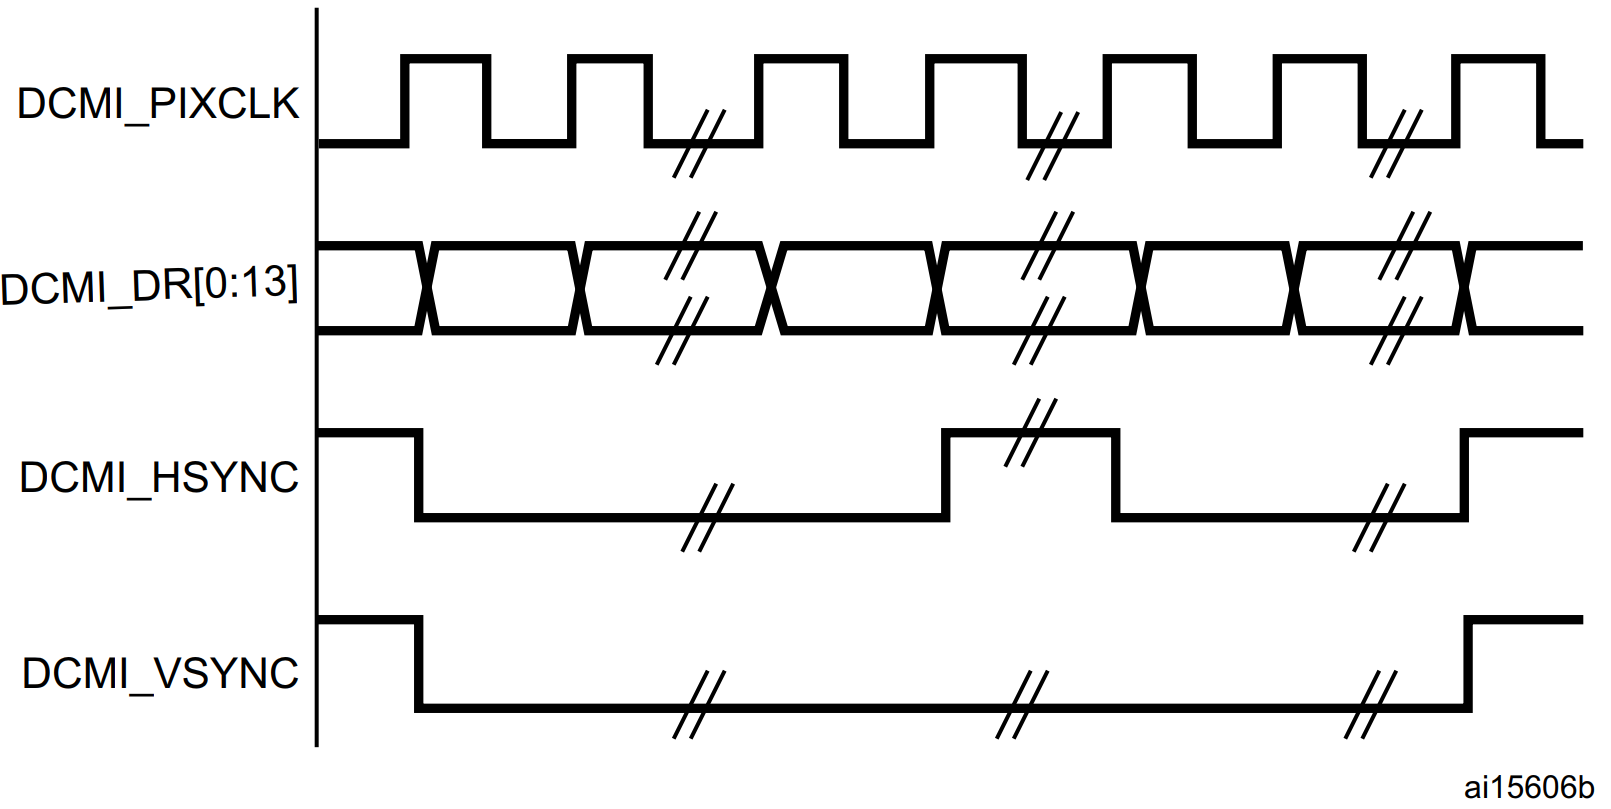 DCMI_PIXCLK
DCMI_DR[0:13]
DCMI_HSYNC
DCMI_VSYNC
ai15606b